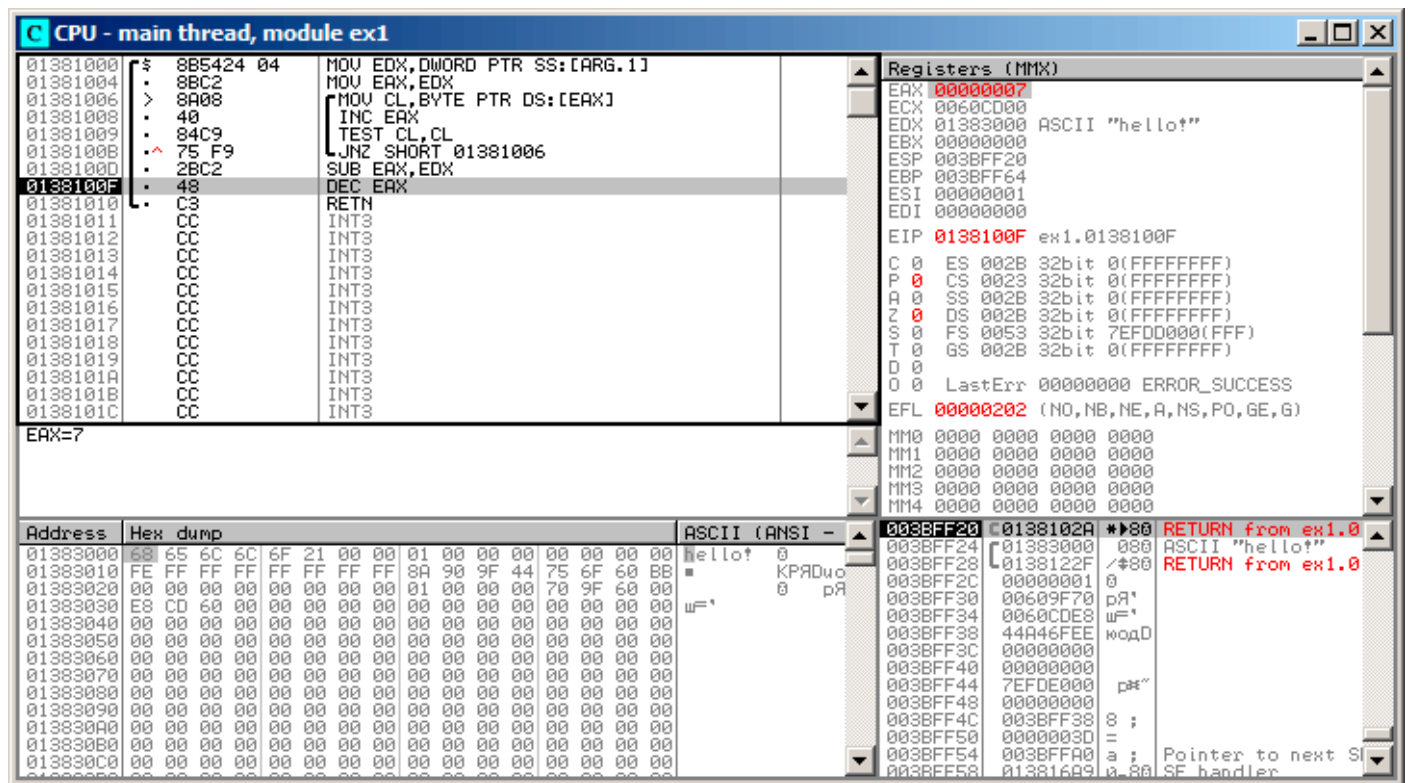 C CPU - main thread, module ex1
01381000 $ 8B5424 04 MOV EDX,DWORD PTR SS:[ARG.1]
01381004 · 8BC2 MOV EAX,EDX
01381006 > 8A08 MOV CL,BYTE PTR DS:[EAX]
01381008 · 40 INC EAX
01381009 · 84C9 TEST CL,CL
0138100B ·^ 75 F9 JNZ SHORT 01381006
0138100D · 2BC2 SUB EAX,EDX
0138100F · 48 DEC EAX
01381010 · C3 RETN
01381011 CC INT3
01381012 CC INT3
01381013 CC INT3
01381014 CC INT3
01381015 CC INT3
01381016 CC INT3
01381017 CC INT3
01381018 CC INT3
01381019 CC INT3
0138101A CC INT3
0138101B CC INT3
0138101C CC INT3
EAX=7
Registers (MMX)
EAX 00000007
ECX 0060CD00
EDX 01383000 ASCII "hello!"
EBX 00000000
ESP 003BFF20
EBP 003BFF64
ESI 00000001
EDI 00000000
EIP 0138100F ex1.0138100F
C 0 ES 002B 32bit 0(FFFFFFFF)
P 0 CS 0023 32bit 0(FFFFFFFF)
A 0 SS 002B 32bit 0(FFFFFFFF)
Z 0 DS 002B 32bit 0(FFFFFFFF)
S 0 FS 0053 32bit 7EFDD000(FFF)
T 0 GS 002B 32bit 0(FFFFFFFF)
D 0
O 0 LastErr 00000000 ERROR_SUCCESS
EFL 00000202 (NO,NB,NE,A,NS,PO,GE,G)
MM0 0000 0000 0000 0000
MM1 0000 0000 0000 0000
MM2 0000 0000 0000 0000
MM3 0000 0000 0000 0000
MM4 0000 0000 0000 0000
Address Hex dump ASCII (ANSI -
01383000 68 65 6C 6C 6F 21 00 00 01 00 00 00 00 00 00 00 hello! 0
01383010 FE FF FF FF FF FF FF FF 8A 90 9F 44 75 6F 60 BB ■ КРЯDuo
01383020 00 00 00 00 00 00 00 00 01 00 00 00 70 9F 60 00 0 pЯ
01383030 E8 CD 60 00 00 00 00 00 00 00 00 00 00 00 00 00 ш='
01383040 00 00 00 00 00 00 00 00 00 00 00 00 00 00 00 00
01383050 00 00 00 00 00 00 00 00 00 00 00 00 00 00 00 00
01383060 00 00 00 00 00 00 00 00 00 00 00 00 00 00 00 00
01383070 00 00 00 00 00 00 00 00 00 00 00 00 00 00 00 00
01383080 00 00 00 00 00 00 00 00 00 00 00 00 00 00 00 00
01383090 00 00 00 00 00 00 00 00 00 00 00 00 00 00 00 00
013830A0 00 00 00 00 00 00 00 00 00 00 00 00 00 00 00 00
013830B0 00 00 00 00 00 00 00 00 00 00 00 00 00 00 00 00
013830C0 00 00 00 00 00 00 00 00 00 00 00 00 00 00 00 00
003BFF20 0138102A *►80 RETURN from ex1.0
003BFF24 01383000 080 ASCII "hello!"
003BFF28 0138122F /‡80 RETURN from ex1.0
003BFF2C 00000001 0
003BFF30 00609F70 pЯ'
003BFF34 0060CDE8 ш='
003BFF38 44A46FEE юодD
003BFF3C 00000000
003BFF40 00000000
003BFF44 7EFDE000
003BFF48 00000000
003BFF4C 003BFF38 8 ;
003BFF50 0000003D =
003BFF54 003BFFA0 а ; Pointer to next
003BFF58 013816A9 SE handler